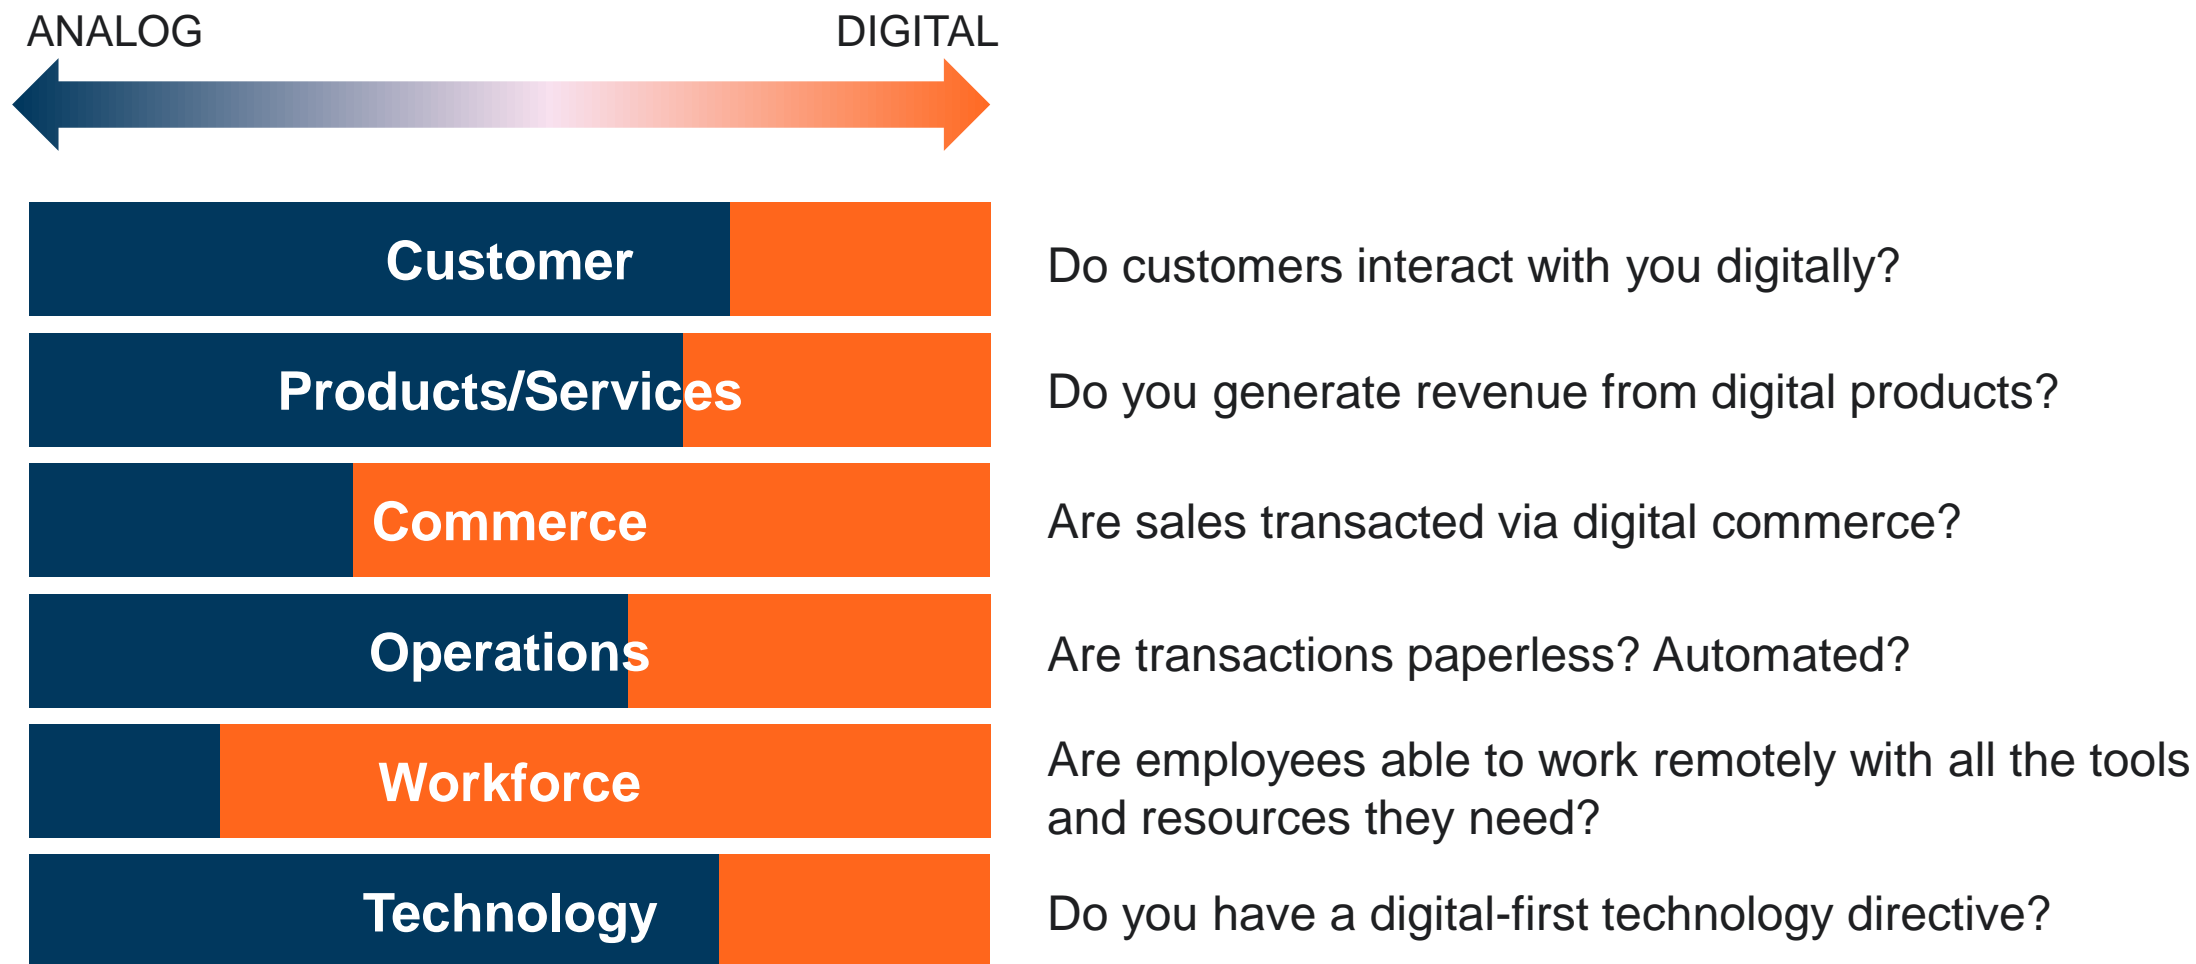 ANALOG
DIGITAL
Customer
Do customers interact with you digitally?
Products/Services
Do you generate revenue from digital products?
Commerce
Are sales transacted via digital commerce?
Operations
Are transactions paperless? Automated?
Workforce
Are employees able to work remotely with all the tools
and resources they need?
Technology
Do you have a digital-first technology directive?